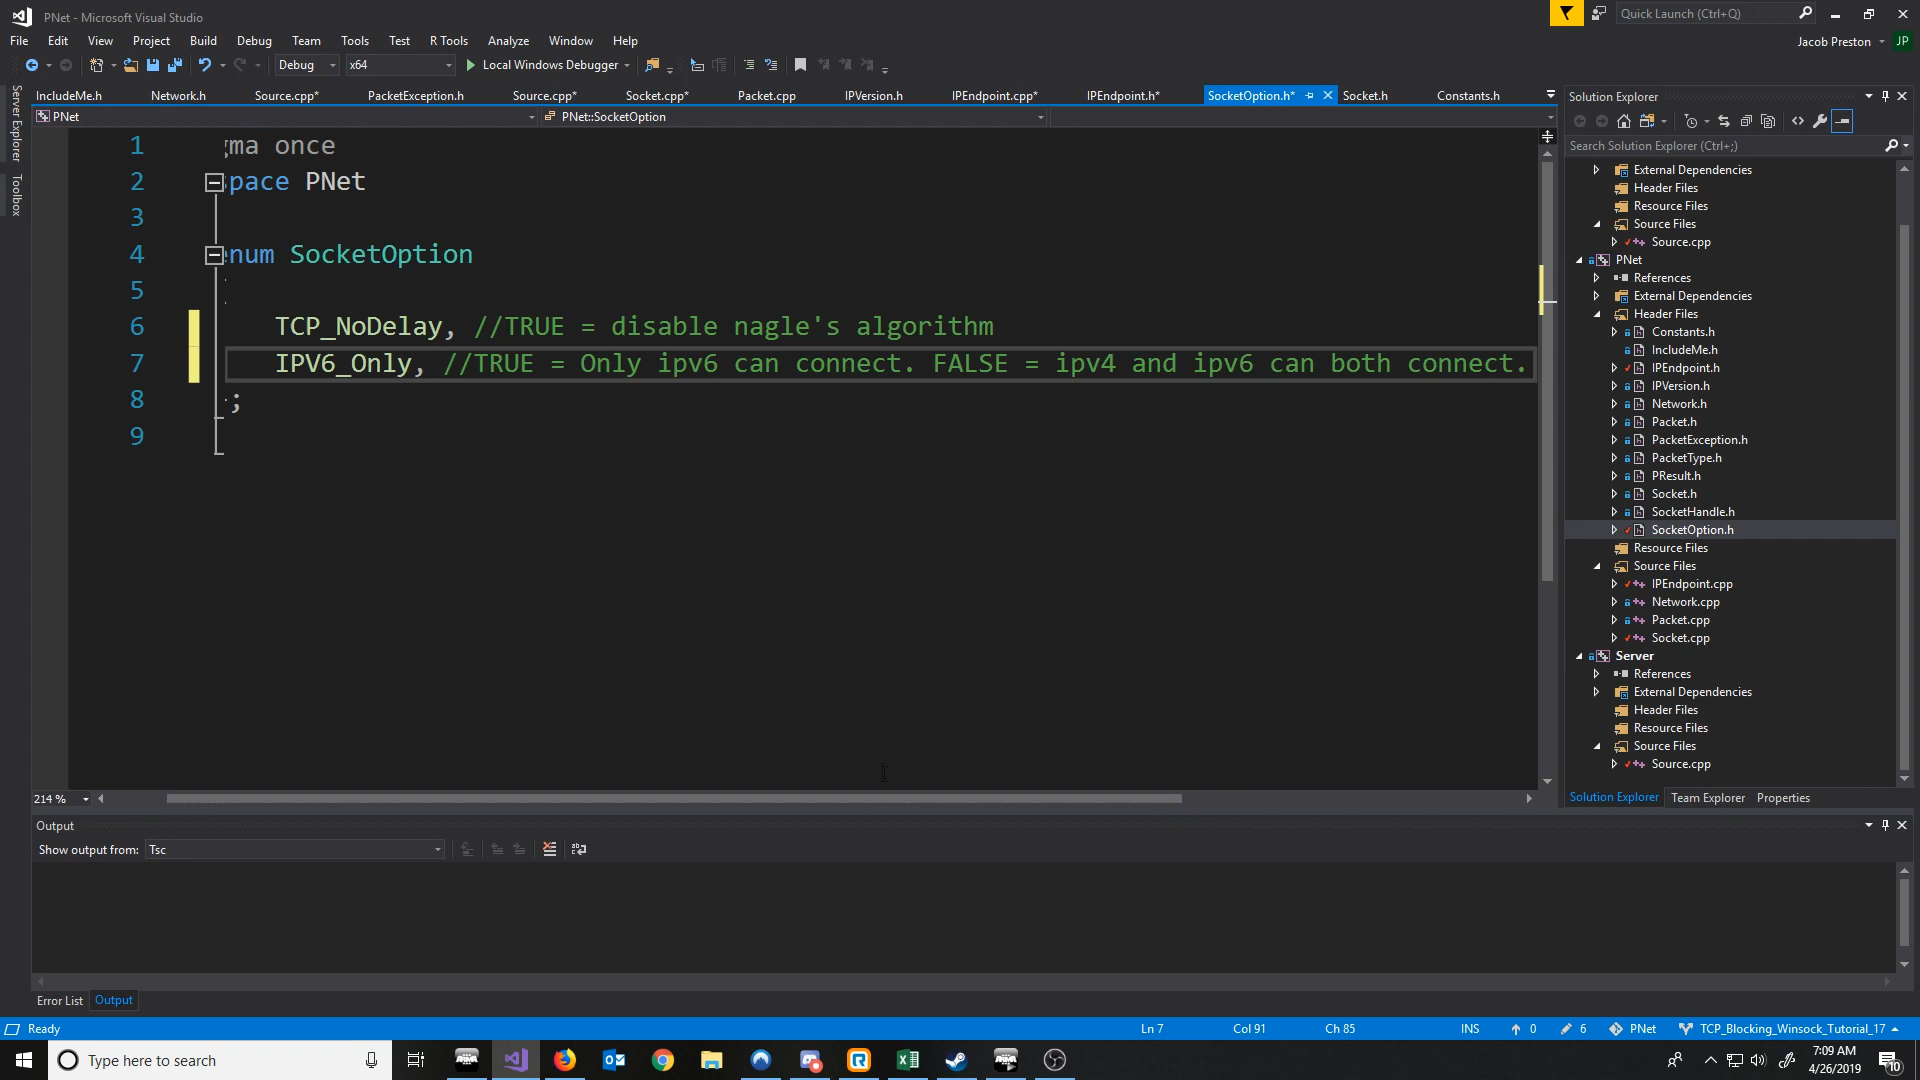 PNet - Microsoft Visual Studio
Quick Launch (Ctrl+Q)
File Edit View Project Build Debug Team Tools Test R Tools Analyze Window Help
Jacob Preston JP
Debug x64 Local Windows Debugger
IncludeMe.h Network.h Source.cpp* PacketException.h Source.cpp* Socket.cpp* Packet.cpp IPVersion.h IPEndpoint.cpp* IPEndpoint.h* SocketOption.h* Socket.h Constants.h
PNet PNet::SocketOption
Server Explorer
Toolbox
1 gma once
2 space PNet
3
4 enum SocketOption
5
6 TCP_NoDelay, //TRUE = disable nagle's algorithm
7 IPV6_Only, //TRUE = Only ipv6 can connect. FALSE = ipv4 and ipv6 can both connect.
8 ;
9
214 %
Solution Explorer
Search Solution Explorer (Ctrl+;)
External Dependencies
Header Files
Resource Files
Source Files
Source.cpp
PNet
References
External Dependencies
Header Files
Constants.h
IncludeMe.h
IPEndpoint.h
IPVersion.h
Network.h
Packet.h
PacketException.h
PacketType.h
PResult.h
Socket.h
SocketHandle.h
SocketOption.h
Resource Files
Source Files
IPEndpoint.cpp
Network.cpp
Packet.cpp
Socket.cpp
Server
References
External Dependencies
Header Files
Resource Files
Source Files
Source.cpp
Solution Explorer Team Explorer Properties
Output
Show output from: Tsc
Error List Output
Ready Ln 7 Col 91 Ch 85 INS 0 6 PNet TCP_Blocking_Winsock_Tutorial_17
Type here to search
7:09 AM
4/26/2019
10